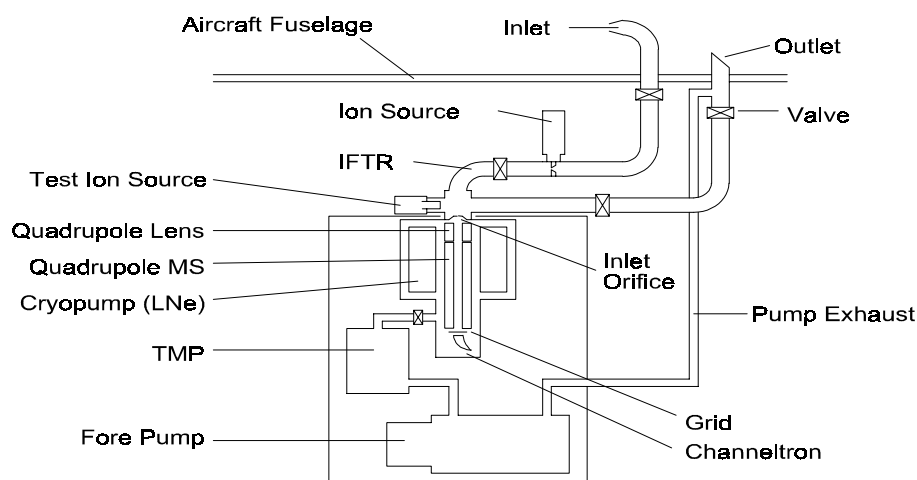 Aircraft Fuselage
Inlet
Outlet
Ion Source
Valve
IFTR
Test Ion Source
Quadrupole Lens
Quadrupole MS
Inlet
Orifice
Cryopump (LNe)
Pump Exhaust
TMP
Grid
Fore Pump
Channeltron